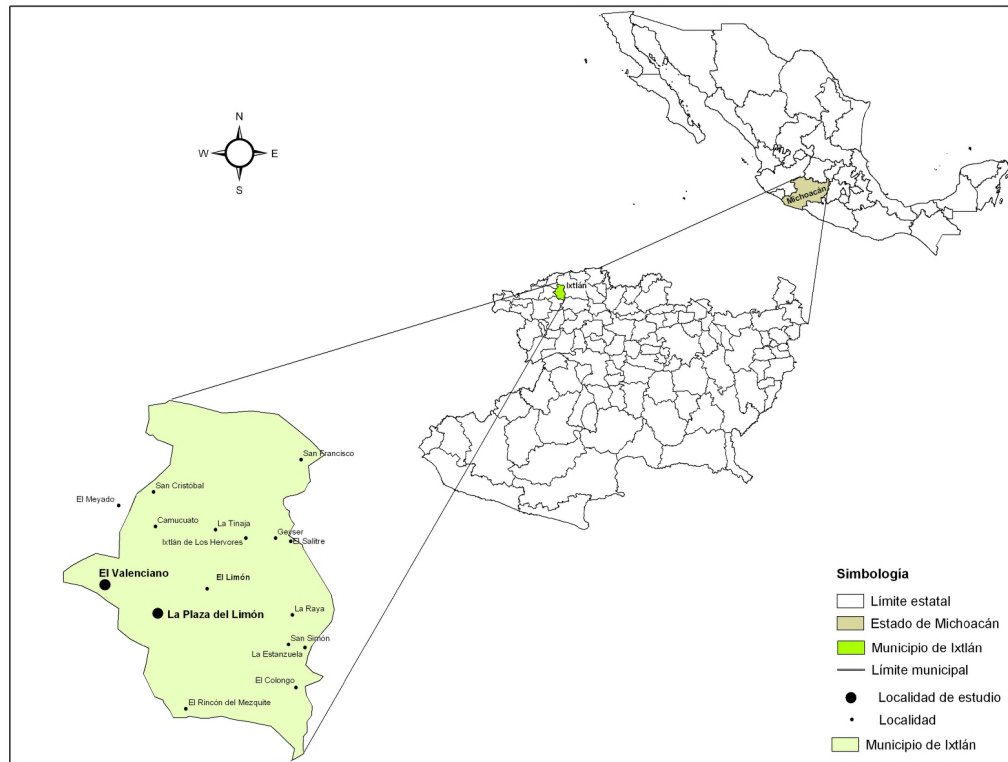 N
W
E
S
Michoacán
Ixtlán
San Francisco
San Cristóbal
El Meyado
Camucuato
La Tinaja
Geyser
Ixtlán de Los Hervores
El Salitre
El Valenciano
El Limón
La Plaza del Limón
La Raya
San Simón
La Estanzuela
El Colongo
El Rincón del Mezquite
Simbología
Límite estatal
Estado de Michoacán
Municipio de Ixtlán
Límite municipal
Localidad de estudio
Localidad
Municipio de Ixtlán